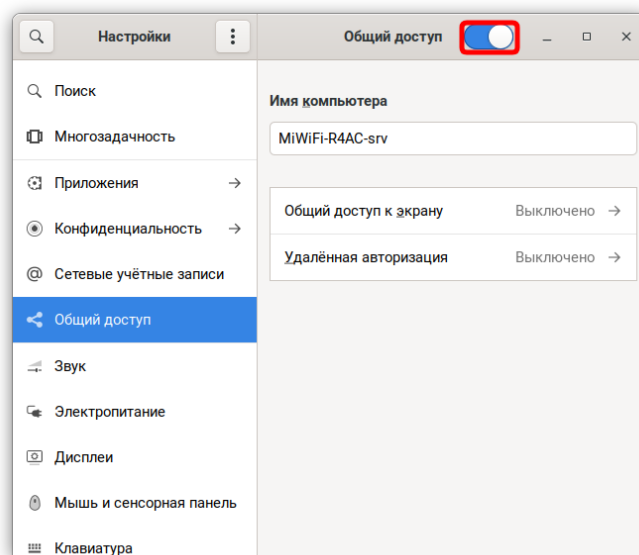 Настройки
Общий доступ
Поиск
Многозадачность
Приложения
Конфиденциальность
Сетевые учётные записи
Общий доступ
Звук
Электропитание
Дисплеи
Мышь и сенсорная панель
Клавиатура
Имя компьютера
MiWiFi-R4AC-srv
Общий доступ к экрану Выключено
Удалённая авторизация Выключено